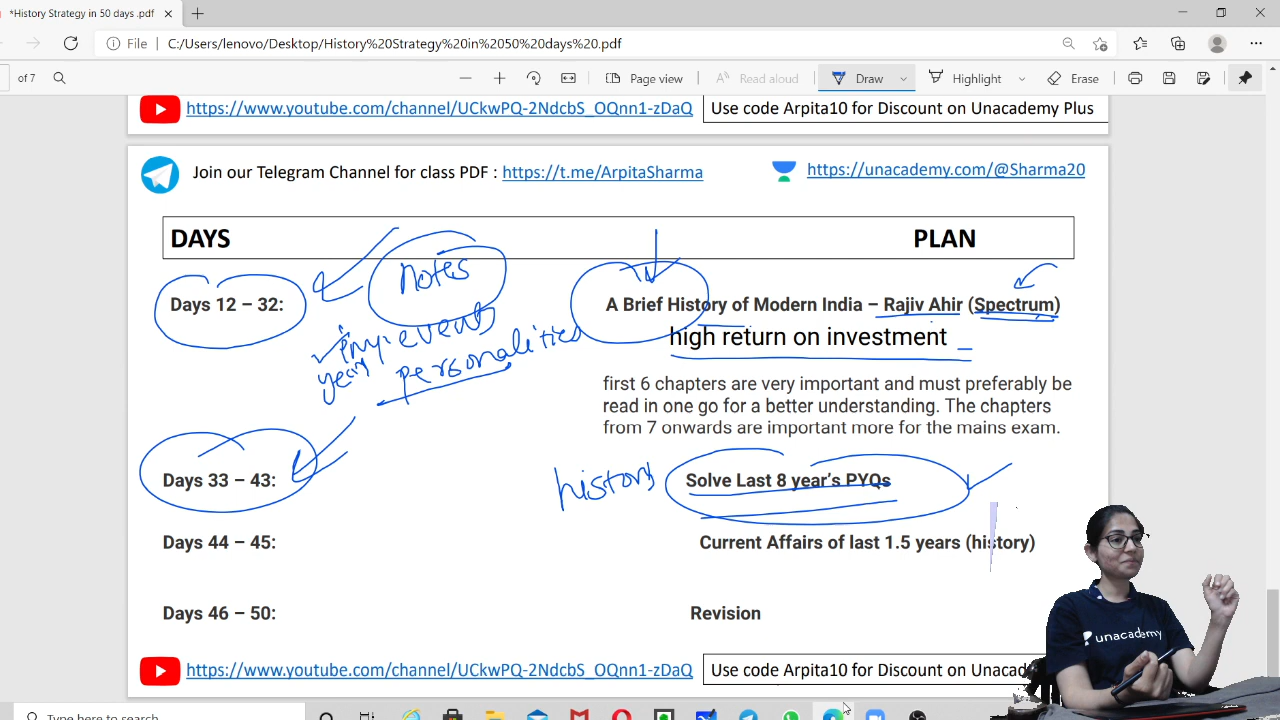 *History Strategy in 50 days .pdf
File C:/Users/lenovo/Desktop/History%20Strategy%20in%2050%20days%20.pdf
of 7 Page view Read aloud Draw Highlight Erase
https://www.youtube.com/channel/UCkwPQ-2NdcbS_OQnn1-zDaQ Use code Arpita10 for Discount on Unacademy Plus
Join our Telegram Channel for class PDF : https://t.me/ArpitaSharma https://unacademy.com/@Sharma20
DAYS PLAN
notes
Days 12 – 32: A Brief History of Modern India – Rajiv Ahir (Spectrum)
imp. events
high return on investment
years personalities
first 6 chapters are very important and must preferably be
read in one go for a better understanding. The chapters
from 7 onwards are important more for the mains exam.
Days 33 – 43: history Solve Last 8 year's PYQs
Days 44 – 45: Current Affairs of last 1.5 years (history)
Days 46 – 50: Revision
unacademy
https://www.youtube.com/channel/UCkwPQ-2NdcbS_OQnn1-zDaQ Use code Arpita10 for Discount on Unacad
Type here to search